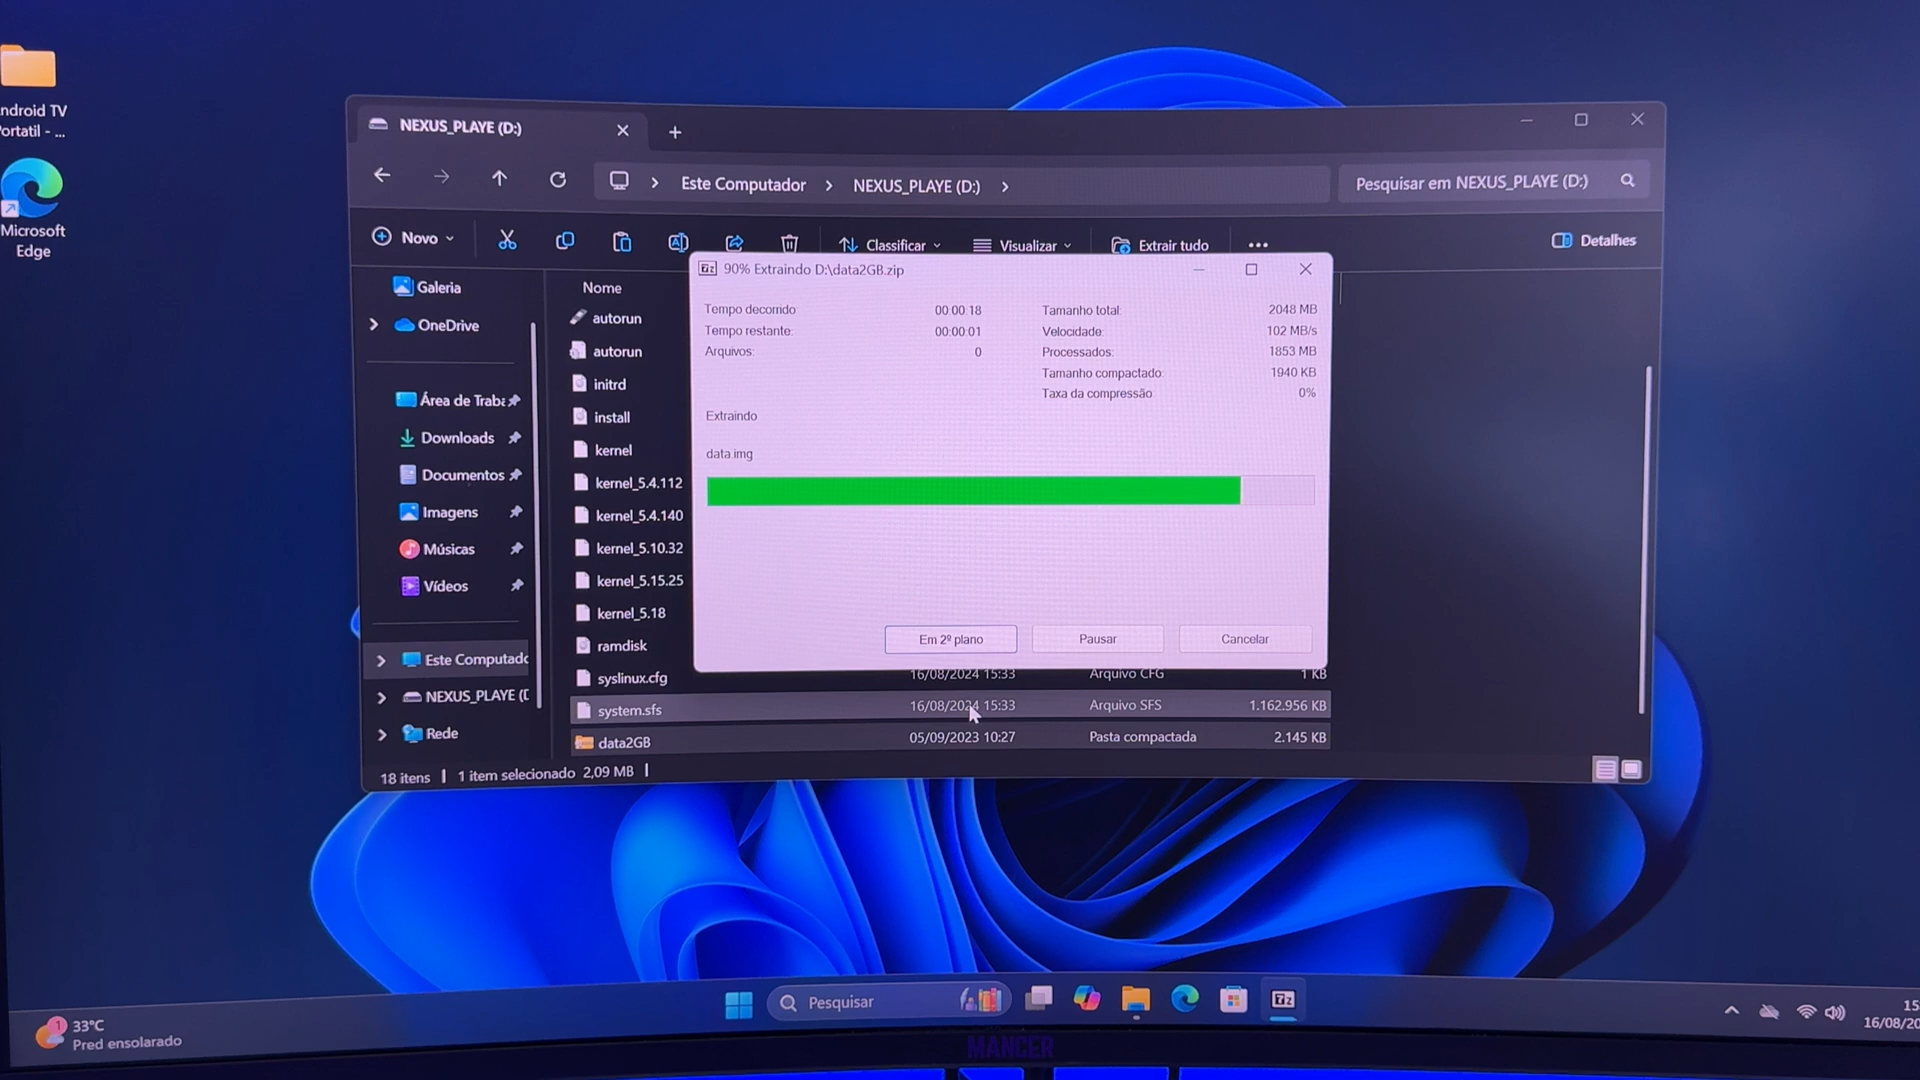 ndroid TV
ortatil - ...
Microsoft
Edge
NEXUS_PLAYE (D:)
Este Computador
NEXUS_PLAYE (D:)
Pesquisar em NEXUS_PLAYE (D:)
Novo
Classificar
Visualizar
Extrair tudo
Detalhes
Galeria
OneDrive
Área de Traba
Downloads
Documentos
Imagens
Músicas
Vídeos
Este Computado
NEXUS_PLAYE (D
Rede
Nome
autorun
autorun
initrd
install
kernel
kernel_5.4.112
kernel_5.4.140
kernel_5.10.32
kernel_5.15.25
kernel_5.18
ramdisk
syslinux.cfg 16/08/2024 15:33 Arquivo CFG 1 KB
system.sfs 16/08/2024 15:33 Arquivo SFS 1.162.956 KB
data2GB 05/09/2023 10:27 Pasta compactada 2.145 KB
18 itens 1 item selecionado 2,09 MB
7z 90% Extraindo D:\data2GB.zip
Tempo decorrido: 00:00:18 Tamanho total: 2048 MB
Tempo restante: 00:00:01 Velocidade: 102 MB/s
Arquivos: 0 Processados: 1853 MB
Tamanho compactado: 1940 KB
Taxa da compressão 0%
Extraindo
data.img
Em 2º plano
Pausar
Cancelar
1
33°C
Pred ensolarado
Pesquisar
7z
15
16/08/20
MANCER